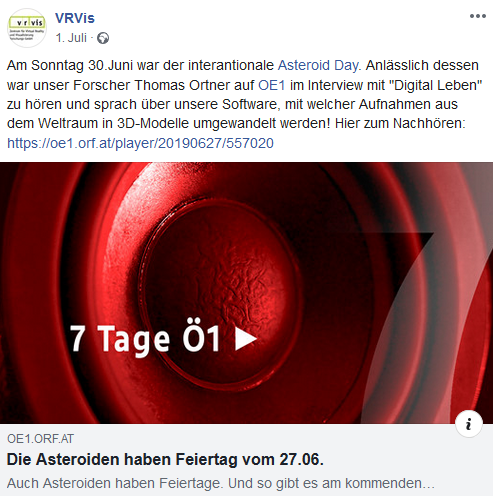 VRVis
1. Juli ·
Am Sonntag 30.Juni war der interantionale Asteroid Day. Anlässlich dessen
war unser Forscher Thomas Ortner auf OE1 im Interview mit "Digital Leben"
zu hören und sprach über unsere Software, mit welcher Aufnahmen aus
dem Weltraum in 3D-Modelle umgewandelt werden! Hier zum Nachhören:
https://oe1.orf.at/player/20190627/557020
7 Tage Ö1
7
OE1.ORF.AT
Die Asteroiden haben Feiertag vom 27.06.
Auch Asteroiden haben Feiertage. Und so gibt es am kommenden…